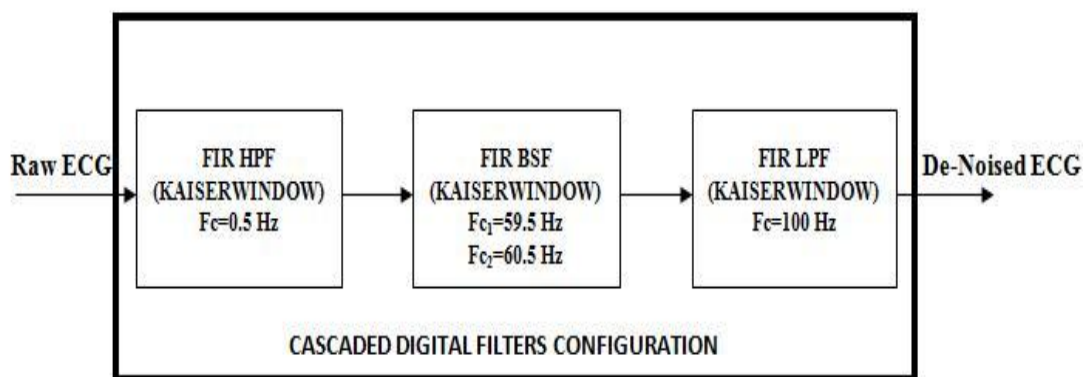 Raw ECG
FIR HPF
(KAISERWINDOW)
Fc=0.5 Hz
FIR BSF
(KAISERWINDOW)
Fc₁=59.5 Hz
Fc₂=60.5 Hz
FIR LPF
(KAISERWINDOW)
Fc=100 Hz
De-Noised ECG
CASCADED DIGITAL FILTERS CONFIGURATION